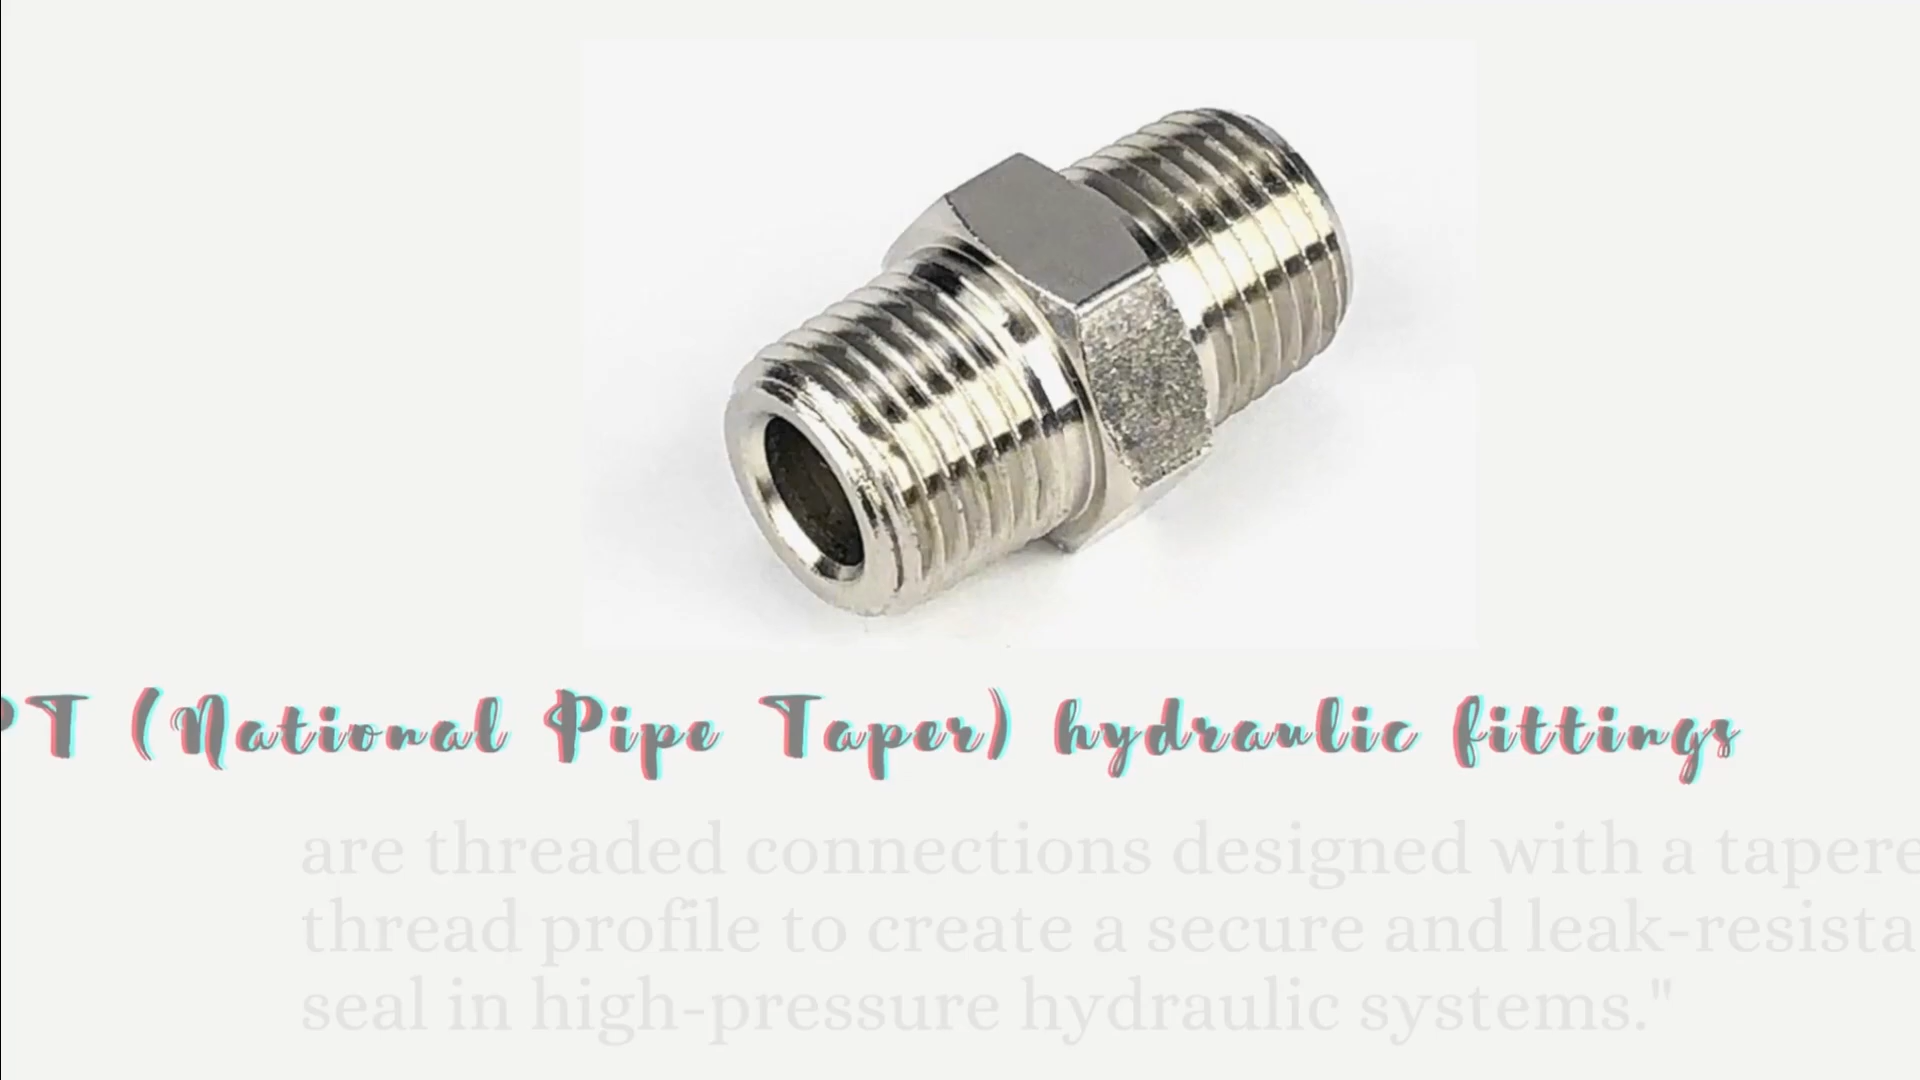 PT (National Pipe Taper) hydraulic fittings
are threaded connections designed with a tapere
thread profile to create a secure and leak-resista
seal in high-pressure hydraulic systems."